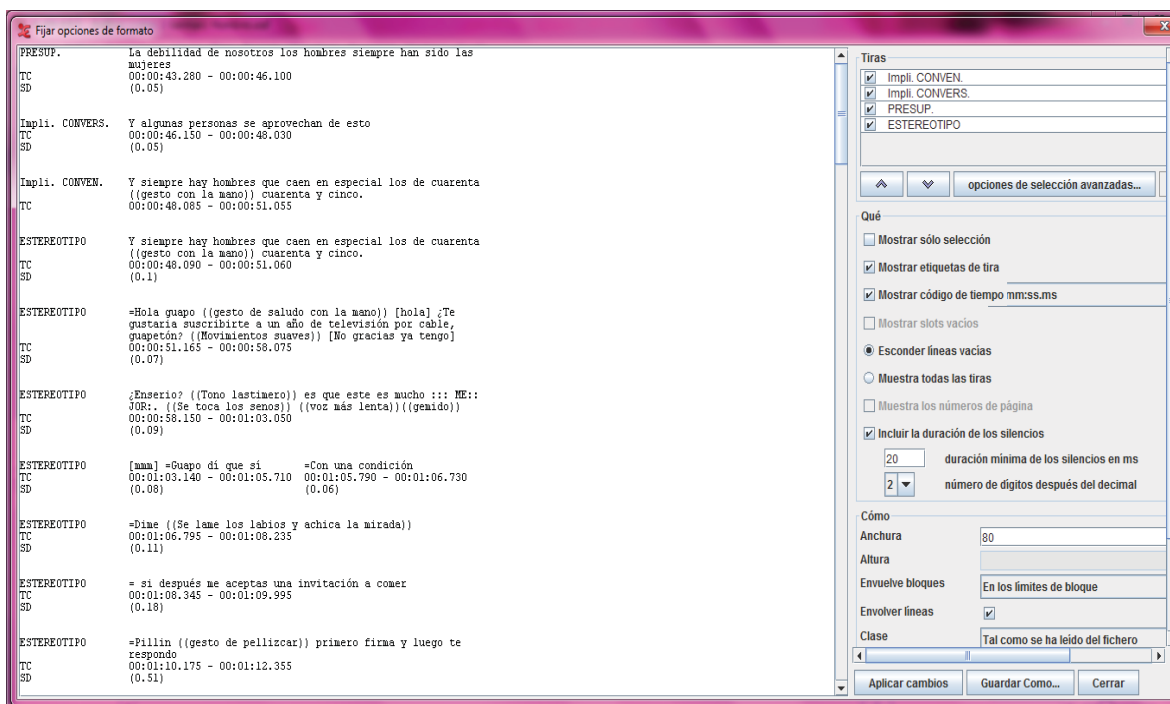 Fijar opciones de formato
PRESUP. La debilidad de nosotros los hombres siempre han sido las
mujeres
TC 00:00:43.280 - 00:00:46.100
SD (0.05)
Impli. CONVERS. Y algunas personas se aprovechan de esto
TC 00:00:46.150 - 00:00:48.030
SD (0.05)
Impli. CONVEN. Y siempre hay hombres que caen en especial los de cuarenta
((gesto con la mano)) cuarenta y cinco.
TC 00:00:48.085 - 00:00:51.055
ESTEREOTIPO Y siempre hay hombres que caen en especial los de cuarenta
((gesto con la mano)) cuarenta y cinco.
TC 00:00:48.090 - 00:00:51.060
SD (0.1)
ESTEREOTIPO =Hola guapo ((gesto de saludo con la mano)) [hola] ¿Te
gustaria suscribirte a un año de televisión por cable,
guapetón? ((Movimientos suaves)) [No gracias ya tengo]
TC 00:00:51.165 - 00:00:58.075
SD (0.07)
ESTEREOTIPO ¿Enserio? ((Tono lastimero)) es que este es mucho ::: ME::
JOR:. ((Se toca los senos)) ((voz más lenta))((gemido))
TC 00:00:58.150 - 00:01:03.050
SD (0.09)
ESTEREOTIPO [mmm] =Guapo dí que sí =Con una condición
TC 00:01:03.140 - 00:01:05.710 00:01:05.790 - 00:01:06.730
SD (0.08) (0.06)
ESTEREOTIPO =Dime ((Se lame los labios y achica la mirada))
TC 00:01:06.795 - 00:01:08.235
SD (0.11)
ESTEREOTIPO = si después me aceptas una invitación a comer
TC 00:01:08.345 - 00:01:09.995
SD (0.18)
ESTEREOTIPO =Pillin ((gesto de pellizcar)) primero firma y luego te
respondo
TC 00:01:10.175 - 00:01:12.355
SD (0.51)
Tiras
Impli. CONVEN.
Impli. CONVERS.
PRESUP.
ESTEREOTIPO
opciones de selección avanzadas...
Qué
Mostrar sólo selección
Mostrar etiquetas de tira
Mostrar código de tiempo mm:ss.ms
Mostrar slots vacíos
Esconder líneas vacías
Muestra todas las tiras
Muestra los números de página
Incluir la duración de los silencios
20 duración mínima de los silencios en ms
2 número de dígitos después del decimal
Cómo
Anchura 80
Altura
Envuelve bloques En los límites de bloque
Envolver líneas
Clase Tal como se ha leído del fichero
Aplicar cambios Guardar Como... Cerrar